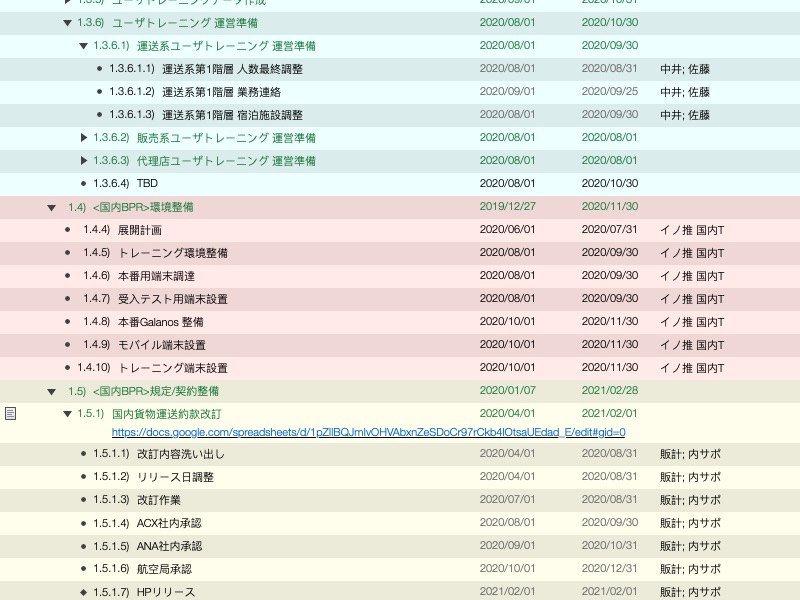 1.3.6) ユーザトレーニング 運営準備 2020/08/01 2020/10/30
1.3.6.1) 運送系ユーザトレーニング 運営準備 2020/08/01 2020/09/30
1.3.6.1.1) 運送系第1階層 人数最終調整 2020/08/01 2020/08/31 中井; 佐藤
1.3.6.1.2) 運送系第1階層 業務連絡 2020/09/01 2020/09/25 中井; 佐藤
1.3.6.1.3) 運送系第1階層 宿泊施設調整 2020/08/01 2020/09/30 中井; 佐藤
1.3.6.2) 販売系ユーザトレーニング 運営準備 2020/08/01 2020/08/01
1.3.6.3) 代理店ユーザトレーニング 運営準備 2020/08/01 2020/08/01
1.3.6.4) TBD 2020/08/01 2020/10/30
1.4) <国内BPR>環境整備 2019/12/27 2020/11/30
1.4.4) 展開計画 2020/06/01 2020/07/31 イノ推 国内T
1.4.5) トレーニング環境整備 2020/08/01 2020/09/30 イノ推 国内T
1.4.6) 本番用端末調達 2020/08/01 2020/09/30 イノ推 国内T
1.4.7) 受入テスト用端末設置 2020/08/01 2020/09/30 イノ推 国内T
1.4.8) 本番Galanos 整備 2020/10/01 2020/11/30 イノ推 国内T
1.4.9) モバイル端末設置 2020/10/01 2020/11/30 イノ推 国内T
1.4.10) トレーニング端末設置 2020/10/01 2020/11/30 イノ推 国内T
1.5) <国内BPR>規定/契約整備 2020/01/07 2021/02/28
1.5.1) 国内貨物運送約款改訂 2020/04/01 2021/02/01
https://docs.google.com/spreadsheets/d/1pZIlBQJmIvOHVAbxnZeSDoCr97rCkb4lOtsaUEdad_E/edit#gid=0
1.5.1.1) 改訂内容洗い出し 2020/04/01 2020/08/31 販計; 内サポ
1.5.1.2) リリース日調整 2020/04/01 2020/08/31 販計; 内サポ
1.5.1.3) 改訂作業 2020/07/01 2020/08/31 販計; 内サポ
1.5.1.4) ACX社内承認 2020/08/01 2020/09/30 販計; 内サポ
1.5.1.5) ANA社内承認 2020/09/01 2020/10/31 販計; 内サポ
1.5.1.6) 航空局承認 2020/10/01 2020/12/31 販計; 内サポ
1.5.1.7) HPリリース 2021/02/01 2021/02/01 販計; 内サポ